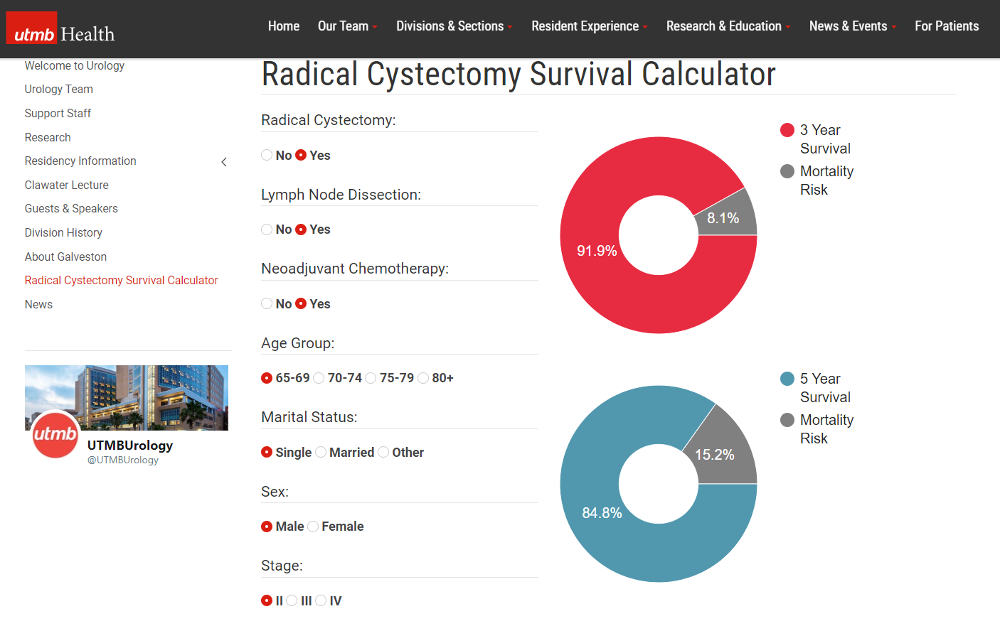 utmb Health
Home Our Team Divisions & Sections Resident Experience Research & Education News & Events For Patients
Welcome to Urology
Urology Team
Support Staff
Research
Residency Information
Clawater Lecture
Guests & Speakers
Division History
About Galveston
Radical Cystectomy Survival Calculator
News
utmb
UTMBUrology
@UTMBUrology
Radical Cystectomy Survival Calculator
Radical Cystectomy:
No Yes
Lymph Node Dissection:
No Yes
Neoadjuvant Chemotherapy:
No Yes
Age Group:
65-69 70-74 75-79 80+
Marital Status:
Single Married Other
Sex:
Male Female
Stage:
II III IV
8.1%
91.9%
3 Year
Survival
Mortality
Risk
15.2%
84.8%
5 Year
Survival
Mortality
Risk